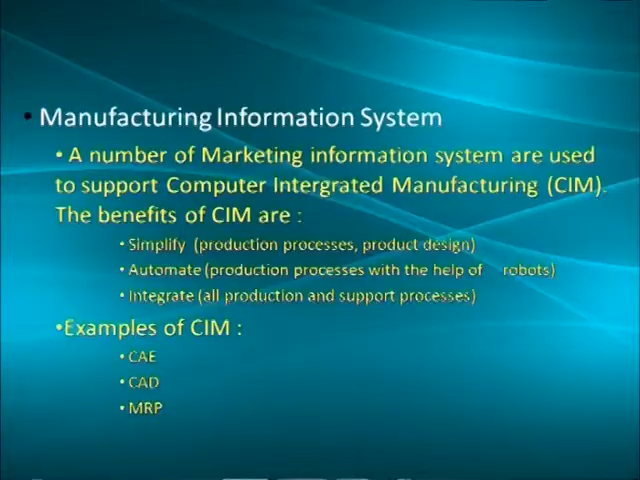 • Manufacturing Information System
• A number of Marketing information system are used
to support Computer Intergrated Manufacturing (CIM).
The benefits of CIM are :
• Simplify (production processes, product design)
• Automate (production processes with the help of robots)
• Integrate (all production and support processes)
•Examples of CIM :
• CAE
• CAD
• MRP